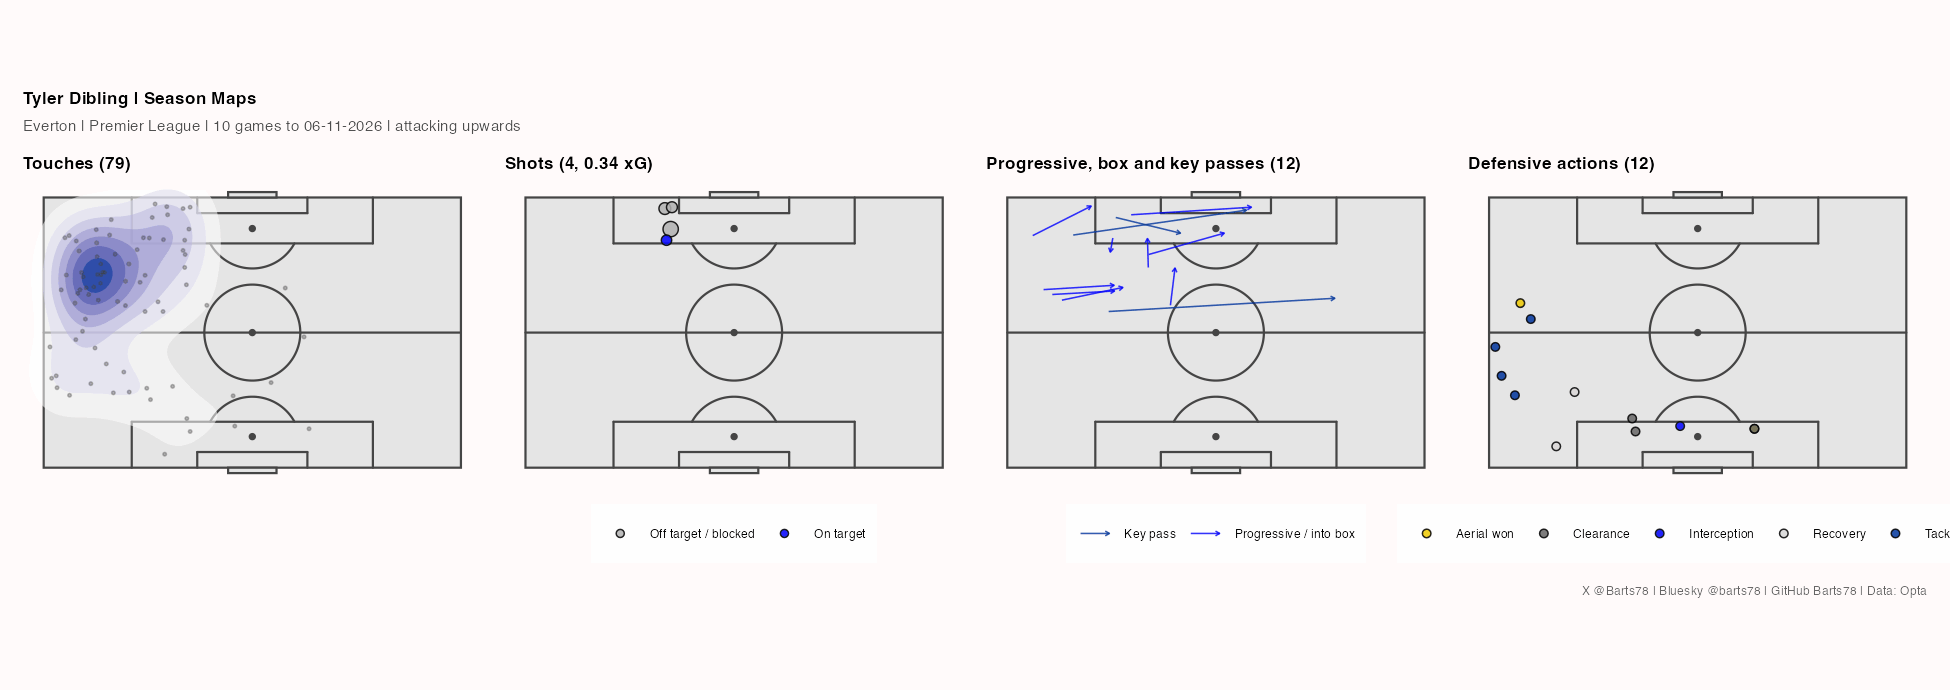 Tyler Dibling | Season Maps
Everton | Premier League | 10 games to 06-11-2026 | attacking upwards
Touches (79)
Shots (4, 0.34 xG)
Progressive, box and key passes (12)
Defensive actions (12)
Off target / blocked
On target
Key pass
Progressive / into box
Aerial won
Clearance
Interception
Recovery
Tack
X @Barts78 | Bluesky @barts78 | GitHub Barts78 | Data: Opta